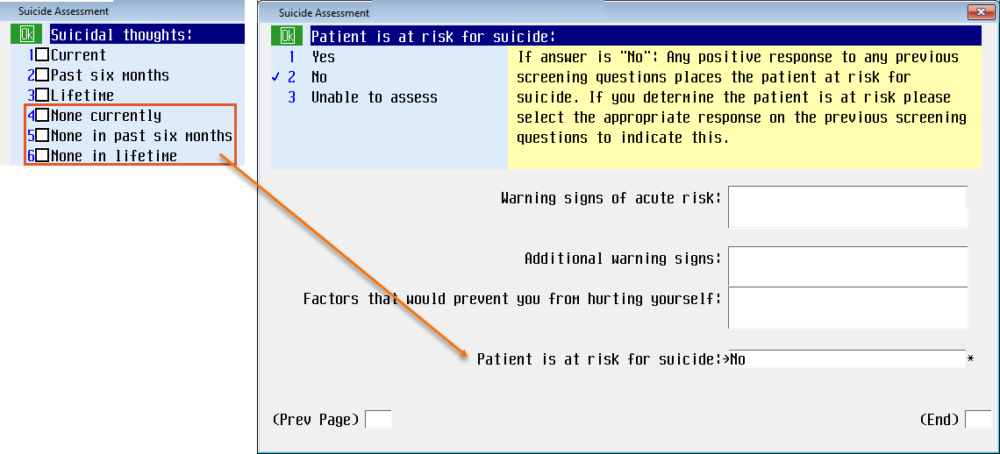 Suicide Assessment
Ok Suicidal thoughts:
1 Current
2 Past six months
3 Lifetime
4 None currently
5 None in past six months
6 None in lifetime
Suicide Assessment
Ok Patient is at risk for suicide:
1 Yes
✓ 2 No
3 Unable to assess
If answer is "No": Any positive response to any previous
screening questions places the patient at risk for
suicide. If you determine the patient is at risk please
select the appropriate response on the previous screening
questions to indicate this.
Warning signs of acute risk:
Additional warning signs:
Factors that would prevent you from hurting yourself:
Patient is at risk for suicide:→No *
(Prev Page)
(End)